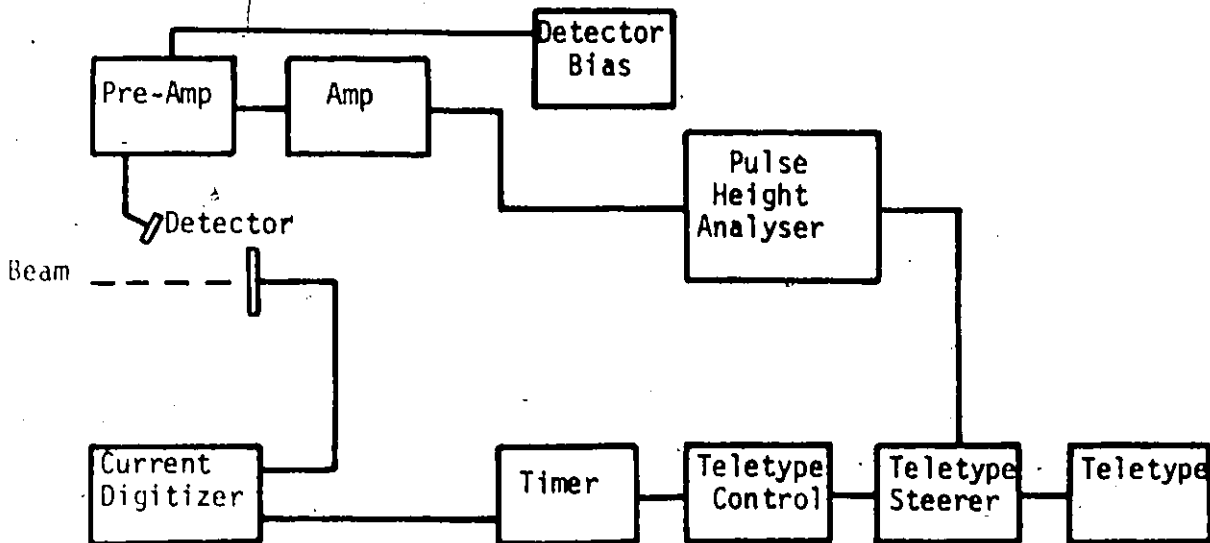 Detector
Bias
Pre-Amp
Amp
Pulse
Height
Analyser
Detector
Beam
Current
Digitizer
Timer
Teletype
Control
Teletype
Steerer
Teletype